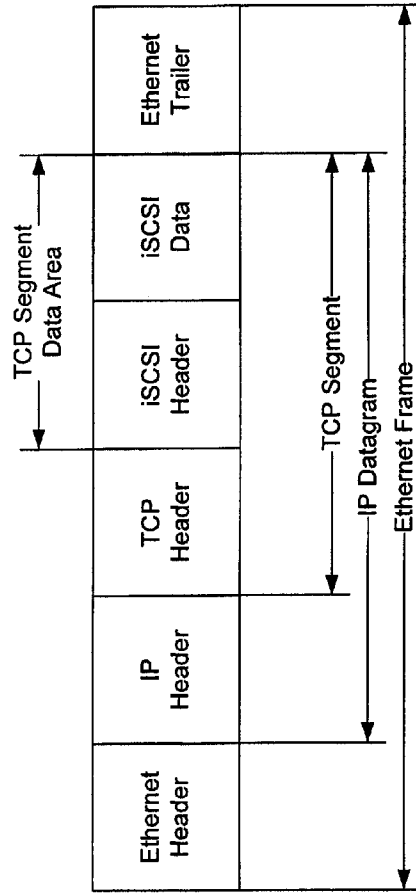 TCP Segment
Data Area
Ethernet
Header
IP
Header
TCP
Header
iSCSI
Header
iSCSI
Data
Ethernet
Trailer
TCP Segment
IP Datagram
Ethernet Frame